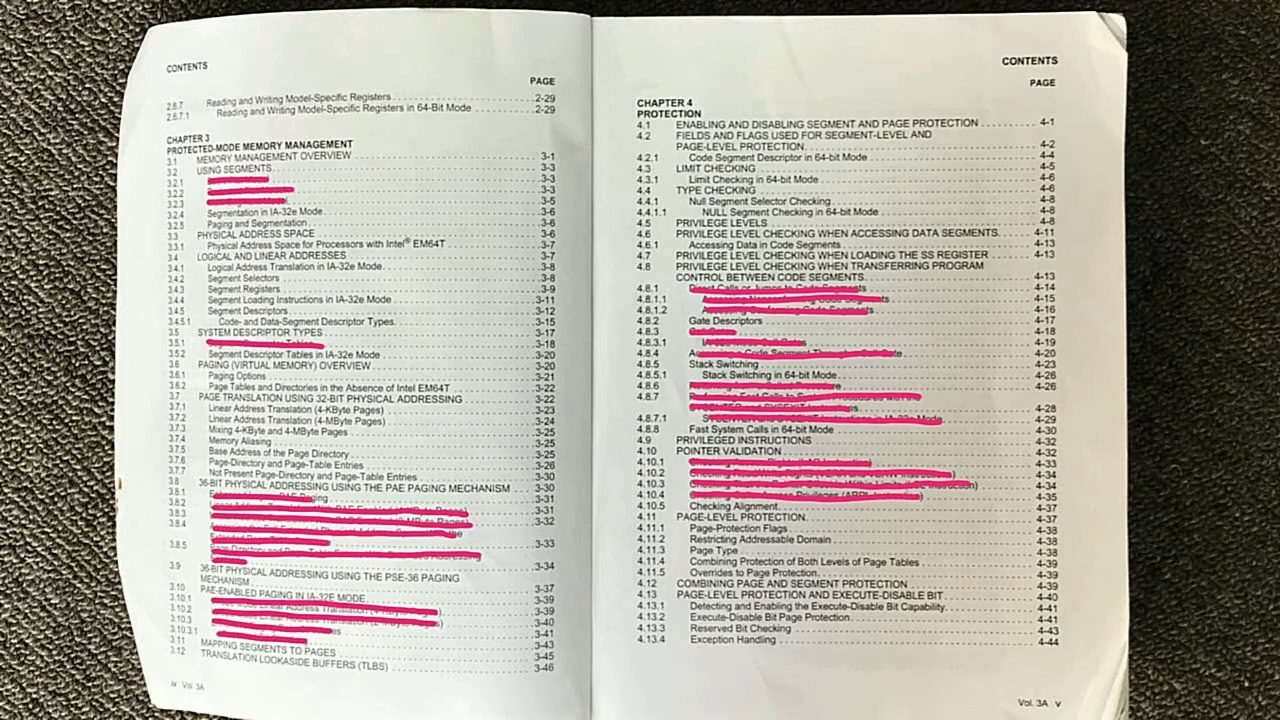 CONTENTS
PAGE
2.8.7 Reading and Writing Model-Specific Registers 2-29
2.8.7.1 Reading and Writing Model-Specific Registers in 64-Bit Mode 2-29
CHAPTER 3
PROTECTED-MODE MEMORY MANAGEMENT
3.1 MEMORY MANAGEMENT OVERVIEW 3-1
3.2 USING SEGMENTS 3-3
3.2.1 3-3
3.2.2 3-3
3.2.3 3-5
3.2.4 Segmentation in IA-32e Mode 3-6
3.2.5 Paging and Segmentation 3-6
3.3 PHYSICAL ADDRESS SPACE 3-6
3.3.1 Physical Address Space for Processors with Intel® EM64T 3-7
3.4 LOGICAL AND LINEAR ADDRESSES 3-7
3.4.1 Logical Address Translation in IA-32e Mode 3-8
3.4.2 Segment Selectors 3-8
3.4.3 Segment Registers 3-9
3.4.4 Segment Loading Instructions in IA-32e Mode 3-11
3.4.5 Segment Descriptors 3-12
3.4.5.1 Code- and Data-Segment Descriptor Types 3-15
3.5 SYSTEM DESCRIPTOR TYPES 3-17
3.5.1 3-18
3.5.2 Segment Descriptor Tables in IA-32e Mode 3-20
3.6 PAGING (VIRTUAL MEMORY) OVERVIEW 3-20
3.6.1 Paging Options 3-21
3.6.2 Page Tables and Directories in the Absence of Intel EM64T 3-22
3.7 PAGE TRANSLATION USING 32-BIT PHYSICAL ADDRESSING 3-22
3.7.1 Linear Address Translation (4-KByte Pages) 3-23
3.7.2 Linear Address Translation (4-MByte Pages) 3-24
3.7.3 Mixing 4-KByte and 4-MByte Pages 3-25
3.7.4 Memory Aliasing 3-25
3.7.5 Base Address of the Page Directory 3-25
3.7.6 Page-Directory and Page-Table Entries 3-26
3.7.7 Not Present Page-Directory and Page-Table Entries 3-30
3.8 36-BIT PHYSICAL ADDRESSING USING THE PAE PAGING MECHANISM 3-30
3.8.1 Paging 3-31
3.8.2 3-31
3.8.3 3-32
3.8.4
3.8.5 3-33
3.9 36-BIT PHYSICAL ADDRESSING USING THE PSE-36 PAGING
MECHANISM 3-34
3.10 PAE-ENABLED PAGING IN IA-32E MODE 3-37
3.10.1 3-39
3.10.2 3-39
3.10.3 3-40
3.10.3.1 3-41
3.11 MAPPING SEGMENTS TO PAGES 3-43
3.12 TRANSLATION LOOKASIDE BUFFERS (TLBS) 3-45
3-46
iv Vol. 3A
CONTENTS
PAGE
CHAPTER 4
PROTECTION
4.1 ENABLING AND DISABLING SEGMENT AND PAGE PROTECTION 4-1
4.2 FIELDS AND FLAGS USED FOR SEGMENT-LEVEL AND
PAGE-LEVEL PROTECTION 4-2
4.2.1 Code Segment Descriptor in 64-bit Mode 4-4
4.3 LIMIT CHECKING 4-5
4.3.1 Limit Checking in 64-bit Mode 4-6
4.4 TYPE CHECKING 4-6
4.4.1 Null Segment Selector Checking 4-8
4.4.1.1 NULL Segment Checking in 64-bit Mode 4-8
4.5 PRIVILEGE LEVELS 4-8
4.6 PRIVILEGE LEVEL CHECKING WHEN ACCESSING DATA SEGMENTS 4-11
4.6.1 Accessing Data in Code Segments 4-13
4.7 PRIVILEGE LEVEL CHECKING WHEN LOADING THE SS REGISTER 4-13
4.8 PRIVILEGE LEVEL CHECKING WHEN TRANSFERRING PROGRAM
CONTROL BETWEEN CODE SEGMENTS 4-13
4.8.1 4-14
4.8.1.1 4-15
4.8.1.2 4-16
4.8.2 Gate Descriptors 4-17
4.8.3 4-18
4.8.3.1 4-19
4.8.4 4-20
4.8.5 Stack Switching 4-23
4.8.5.1 Stack Switching in 64-bit Mode 4-26
4.8.6 4-26
4.8.7
4-28
4.8.7.1 Mode 4-29
4.8.8 Fast System Calls in 64-bit Mode 4-30
4.9 PRIVILEGED INSTRUCTIONS 4-32
4.10 POINTER VALIDATION 4-32
4.10.1 4-33
4.10.2 4-34
4.10.3 4-34
4.10.4 4-35
4.10.5 Checking Alignment 4-37
4.11 PAGE-LEVEL PROTECTION 4-37
4.11.1 Page-Protection Flags 4-38
4.11.2 Restricting Addressable Domain 4-38
4.11.3 Page Type 4-38
4.11.4 Combining Protection of Both Levels of Page Tables 4-39
4.11.5 Overrides to Page Protection 4-39
4.12 COMBINING PAGE AND SEGMENT PROTECTION 4-39
4.13 PAGE-LEVEL PROTECTION AND EXECUTE-DISABLE BIT 4-40
4.13.1 Detecting and Enabling the Execute-Disable Bit Capability 4-41
4.13.2 Execute-Disable Bit Page Protection 4-41
4.13.3 Reserved Bit Checking 4-43
4.13.4 Exception Handling 4-44
Vol. 3A v